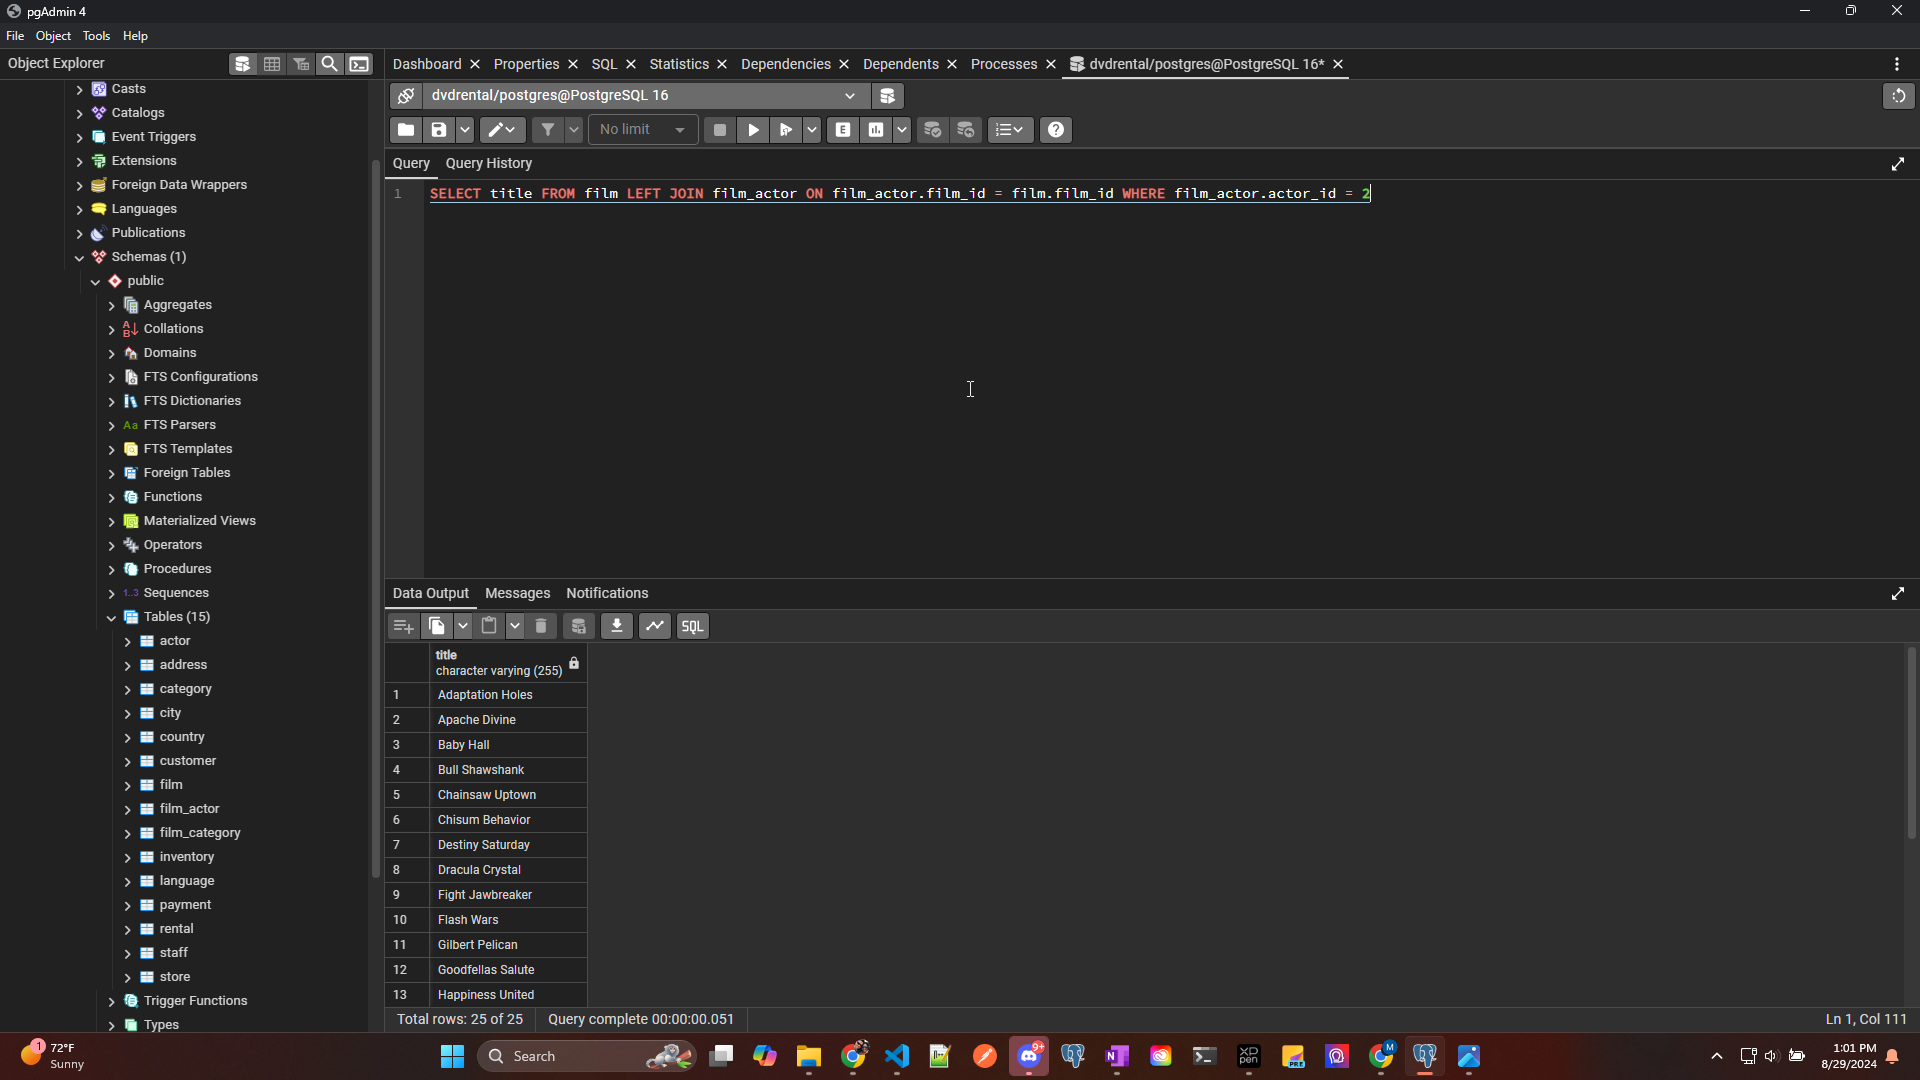 pgAdmin 4
File Object Tools Help
Object Explorer
Dashboard Properties SQL Statistics Dependencies Dependents Processes dvdrental/postgres@PostgreSQL 16*
Casts
Catalogs
Event Triggers
Extensions
Foreign Data Wrappers
Languages
Publications
Schemas (1)
public
Aggregates
Collations
Domains
FTS Configurations
FTS Dictionaries
Aa FTS Parsers
FTS Templates
Foreign Tables
Functions
Materialized Views
Operators
Procedures
1..3 Sequences
Tables (15)
actor
address
category
city
country
customer
film
film_actor
film_category
inventory
language
payment
rental
staff
store
Trigger Functions
Types
dvdrental/postgres@PostgreSQL 16
No limit
E
Query Query History
1 SELECT title FROM film LEFT JOIN film_actor ON film_actor.film_id = film.film_id WHERE film_actor.actor_id = 2
Data Output Messages Notifications
SQL
title
character varying (255)
1 Adaptation Holes
2 Apache Divine
3 Baby Hall
4 Bull Shawshank
5 Chainsaw Uptown
6 Chisum Behavior
7 Destiny Saturday
8 Dracula Crystal
9 Fight Jawbreaker
10 Flash Wars
11 Gilbert Pelican
12 Goodfellas Salute
13 Happiness United
Total rows: 25 of 25 Query complete 00:00:00.051
Ln 1, Col 111
1
72°F
Sunny
Search
9+
N
XP
PEN
PRE
M
1:01 PM
8/29/2024